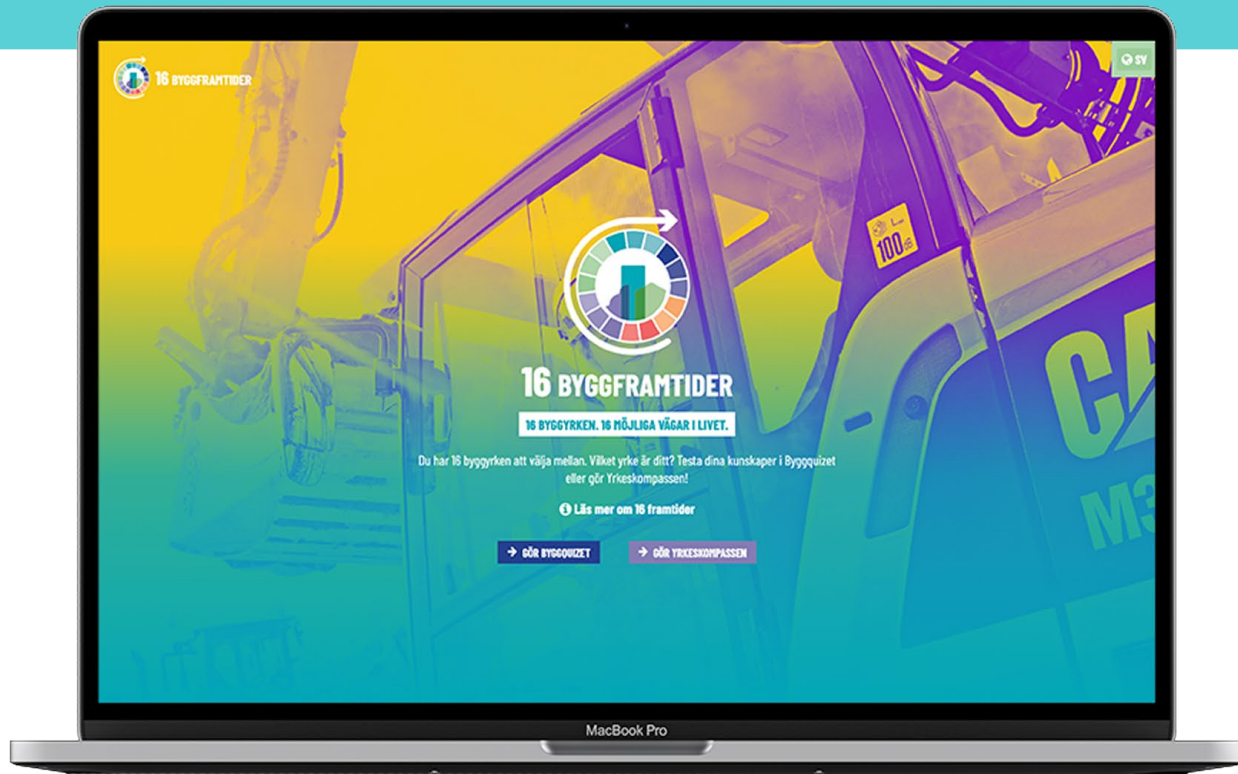 16 BYGGFRAMTIDER
SV
100 dB
CA
M3
16 BYGGFRAMTIDER
16 BYGGYRKEN. 16 MÖJLIGA VÄGAR I LIVET.
Du har 16 byggyrken att välja mellan. Vilket yrke är ditt? Testa dina kunskaper i Byggquizet
eller gör Yrkeskompassen!
Läs mer om 16 framtider
→ GÖR BYGGQUIZET
→ GÖR YRKESKOMPASSEN
MacBook Pro